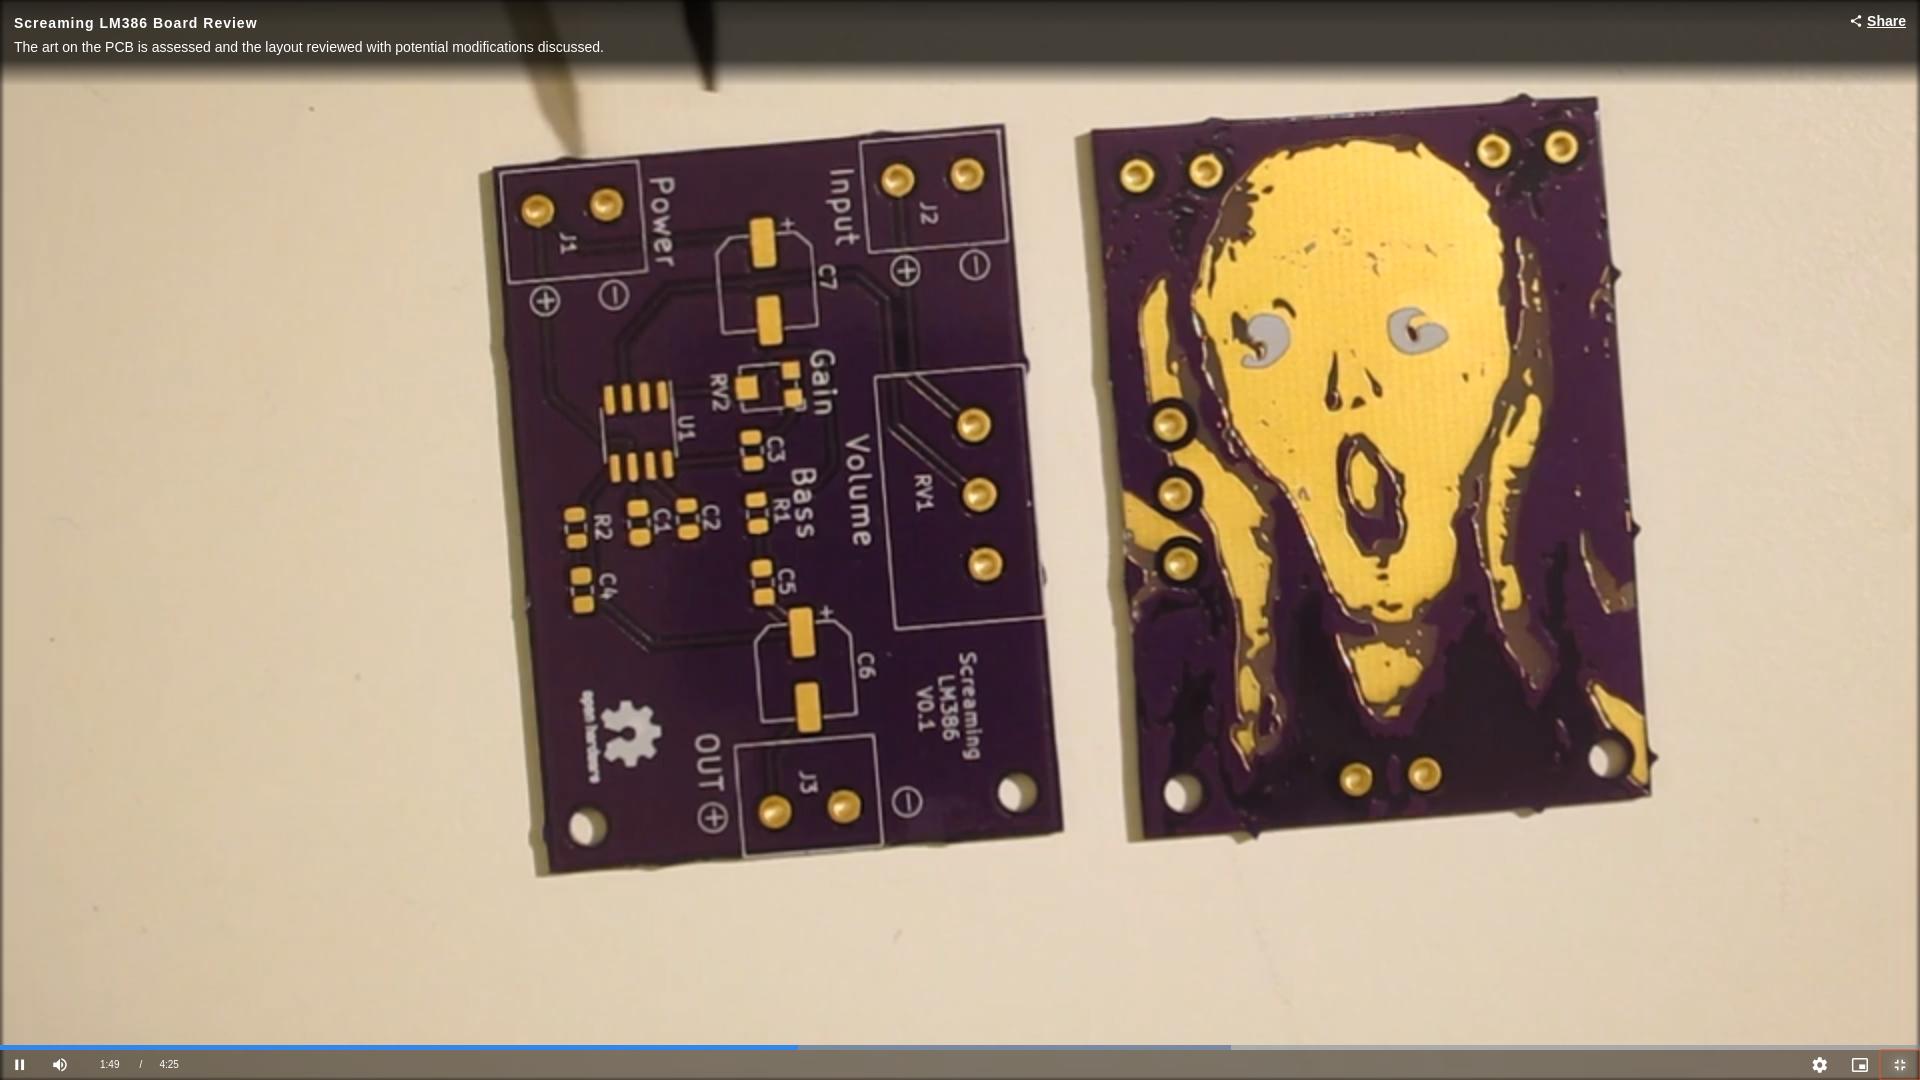 Screaming LM386 Board Review
Share
The art on the PCB is assessed and the layout reviewed with potential modifications discussed.
Power
J1
Input
J2
+
C7
Gain
RV2
U1
C3
Volume
RV1
Bass
R1
R2
C1
C2
C4
C5
+
C6
Screaming
LM386
V0.1
open hardware
OUT
J3
1:49 / 4:25